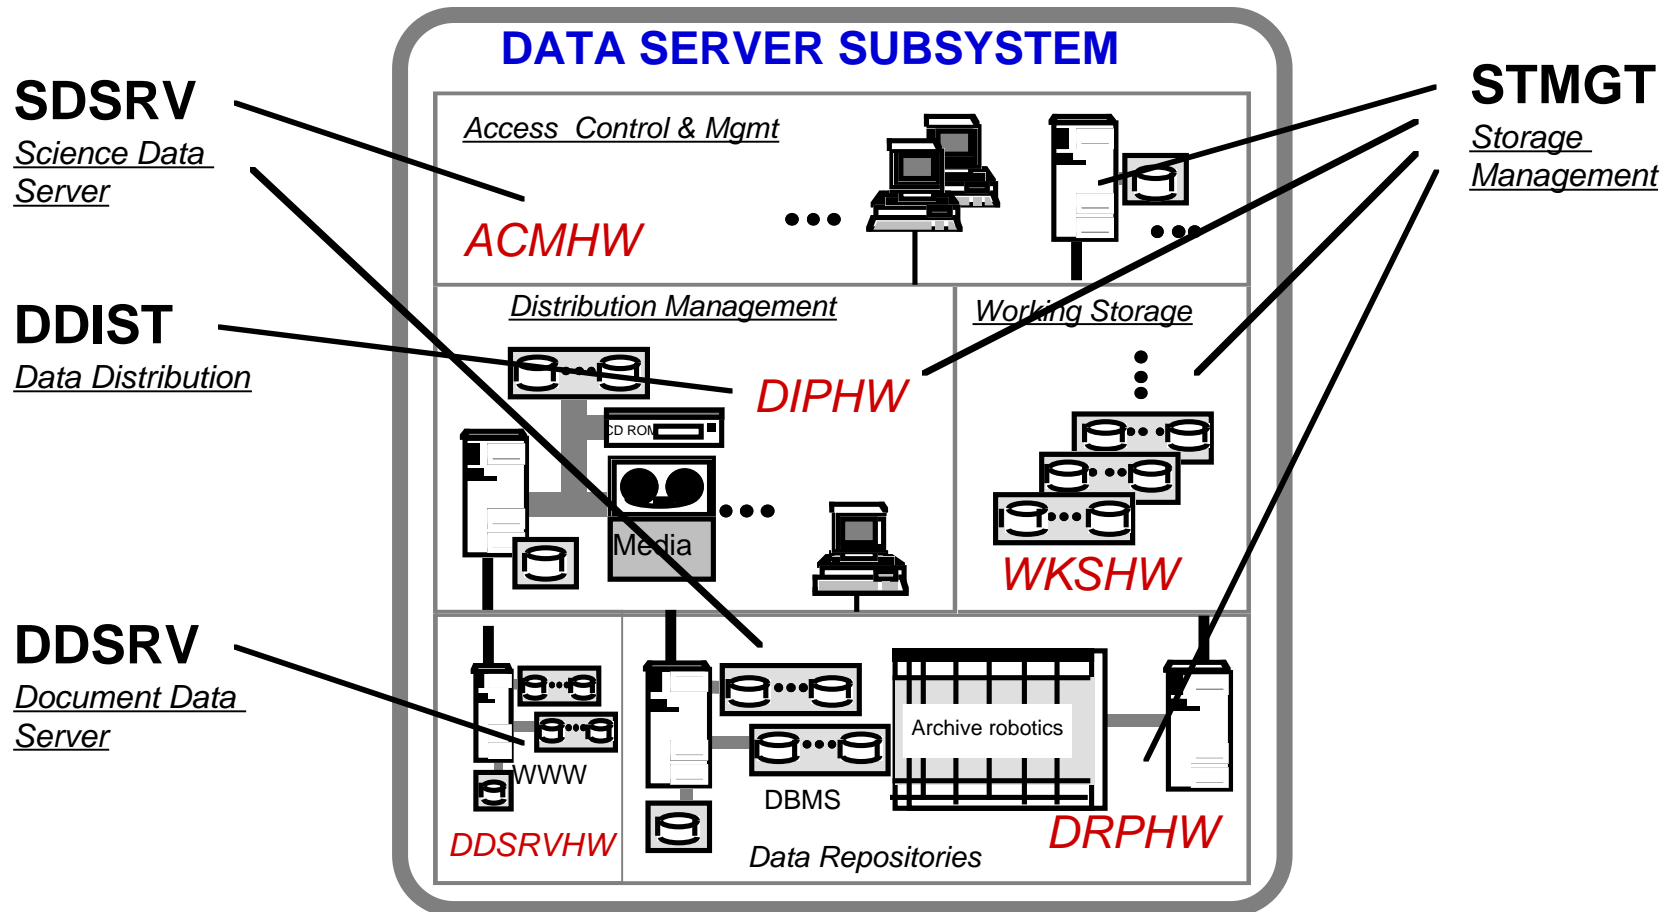 DATA SERVER SUBSYSTEM
SDSRV
Science Data
Server
STMGT
Storage
Management
Access Control & Mgmt
ACMHW
DDIST
Data Distribution
Distribution Management
DIPHW
CD ROM
Media
Working Storage
WKSHW
DDSRV
Document Data
Server
WWW
DDSRVHW
DBMS
Archive robotics
DRPHW
Data Repositories